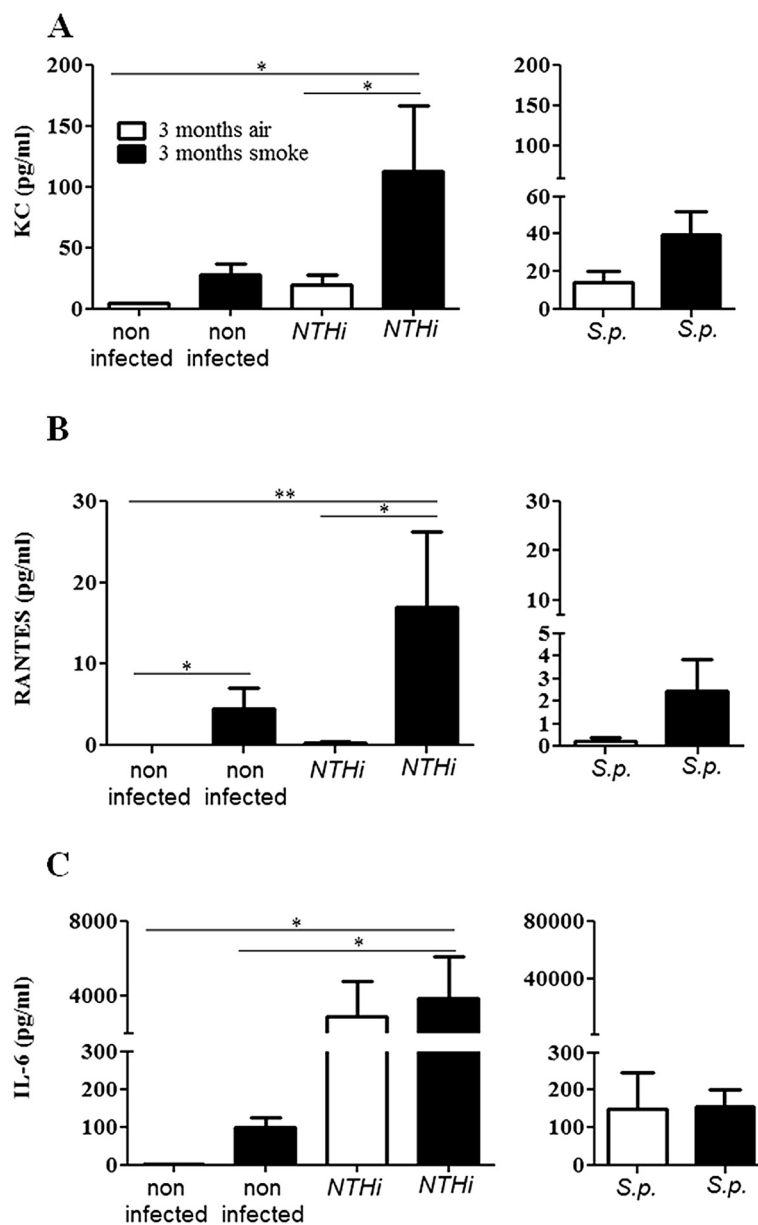 A
KC (pg/ml)
200
150
100
50
0
3 months air
3 months smoke
*
*
non infected
non infected
NTHi
NTHi
200
150
100
60
40
20
0
S.p.
S.p.
B
RANTES (pg/ml)
30
20
10
0
**
*
*
non infected
non infected
NTHi
NTHi
30
20
10
5
4
3
2
1
0
S.p.
S.p.
C
IL-6 (pg/ml)
8000
4000
300
200
100
0
*
*
non infected
non infected
NTHi
NTHi
80000
40000
300
200
100
0
S.p.
S.p.